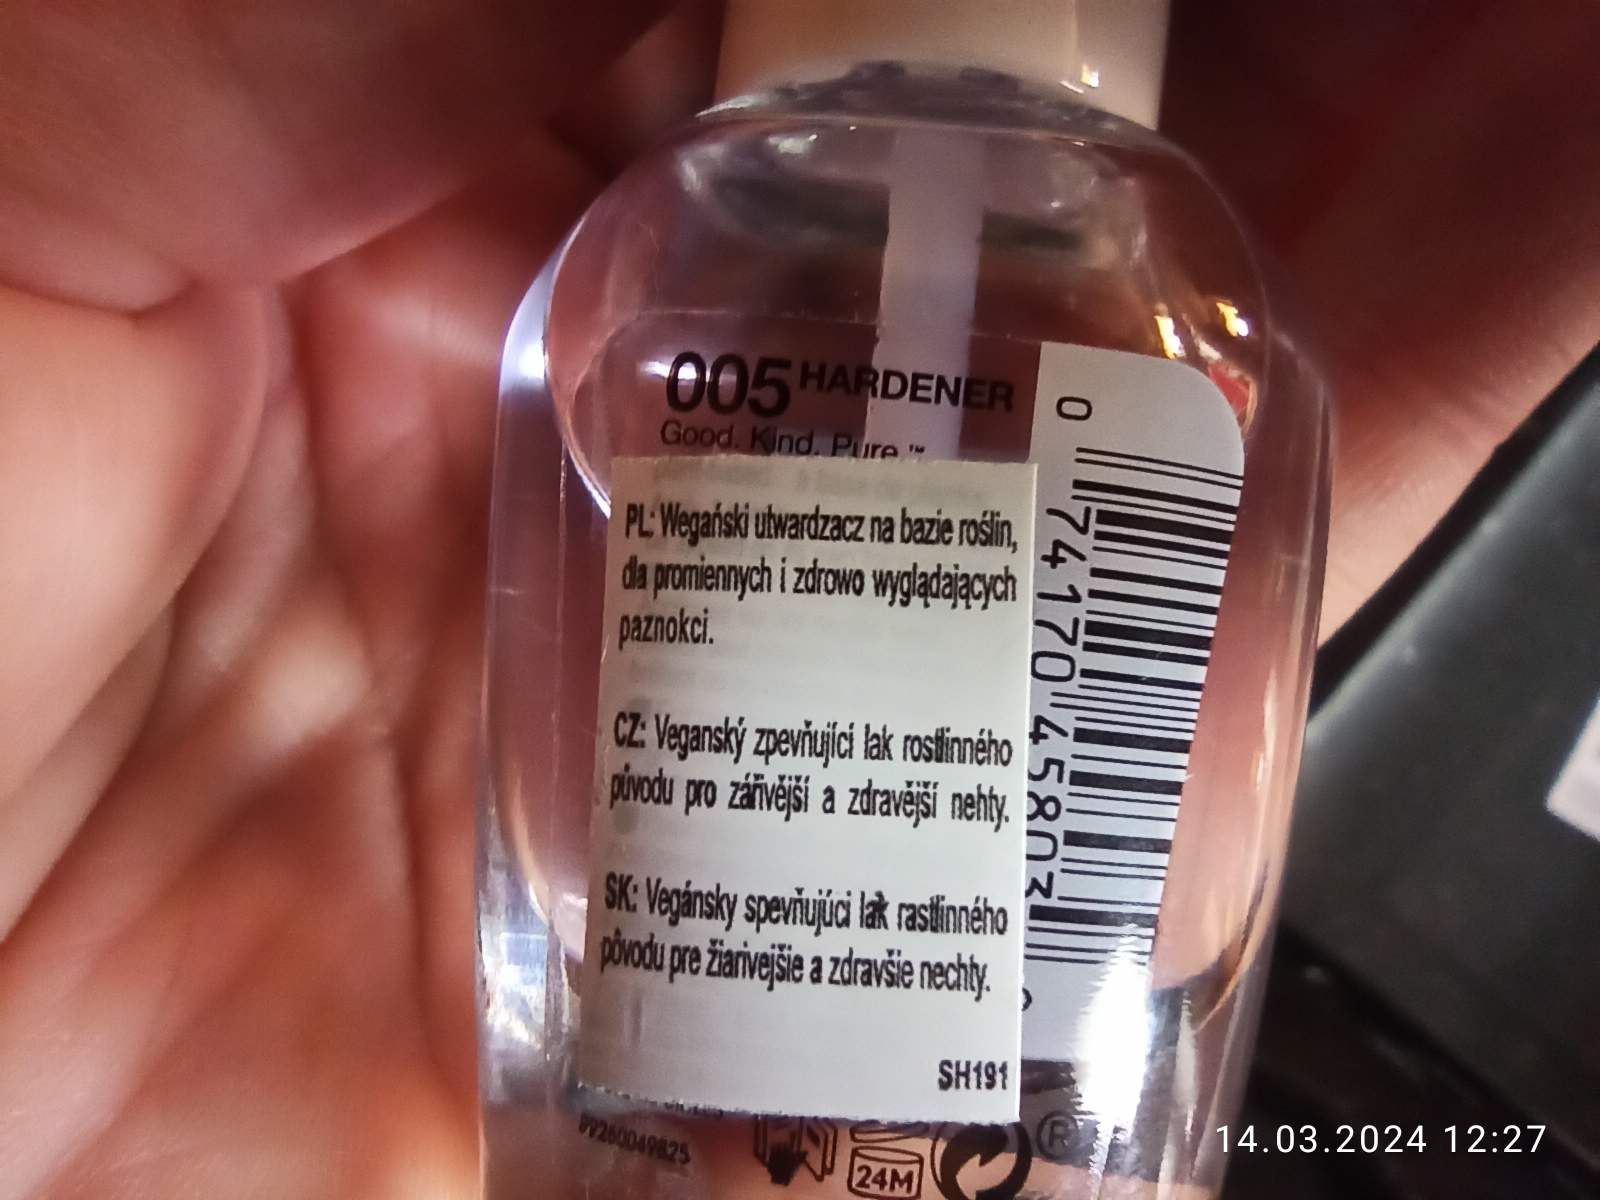 005 HARDENER
Good. Kind. Pure.™
PL: Wegański utwardzacz na bazie roślin,
dla promiennych i zdrowo wyglądających
paznokci.
CZ: Veganský zpevňující lak rostlinného
původu pro zářivější a zdravější nehty.
SK: Vegánsky spevňujúci lak rastlinného
pôvodu pre žiarivejšie a zdravšie nechty.
SH191
0 74170 45803
24M
®
14.03.2024 12:27